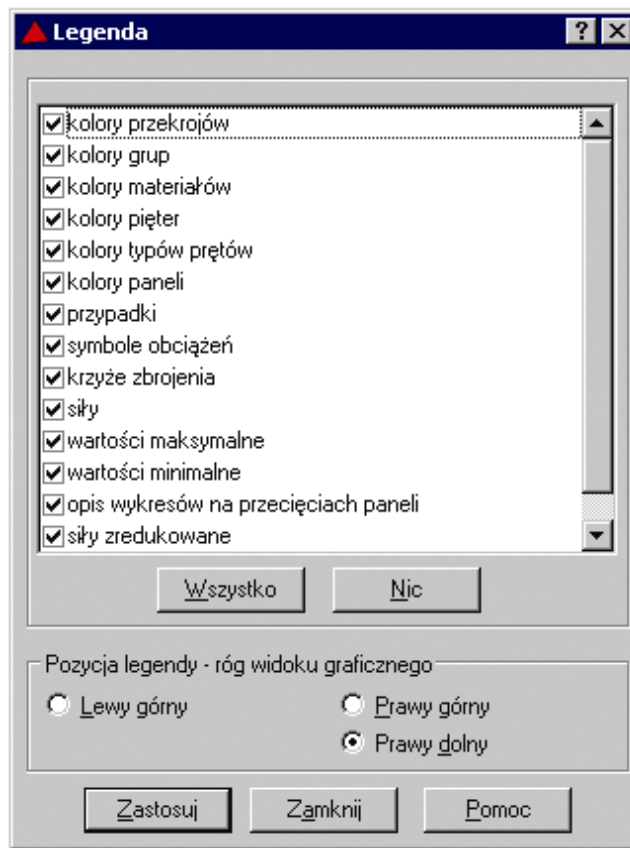 Legenda
kolory przekrojów
kolory grup
kolory materiałów
kolory pięter
kolory typów prętów
kolory paneli
przypadki
symbole obciążeń
krzyże zbrojenia
siły
wartości maksymalne
wartości minimalne
opis wykresów na przecięciach paneli
siły zredukowane
Wszystko Nic
Pozycja legendy - róg widoku graficznego
Lewy górny Prawy górny
Prawy dolny
Zastosuj Zamknij Pomoc